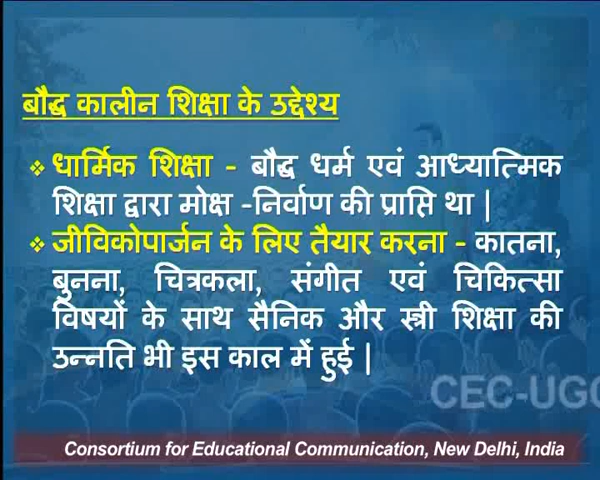 बौद्ध कालीन शिक्षा के उद्देश्य
❖ धार्मिक शिक्षा - बौद्ध धर्म एवं आध्यात्मिक
शिक्षा द्वारा मोक्ष -निर्वाण की प्राप्ति था |
❖ जीविकोपार्जन के लिए तैयार करना - कातना,
बुनना, चित्रकला, संगीत एवं चिकित्सा
विषयों के साथ सैनिक और स्त्री शिक्षा की
उन्नति भी इस काल में हुई |
CEC-UGC
Consortium for Educational Communication, New Delhi, India